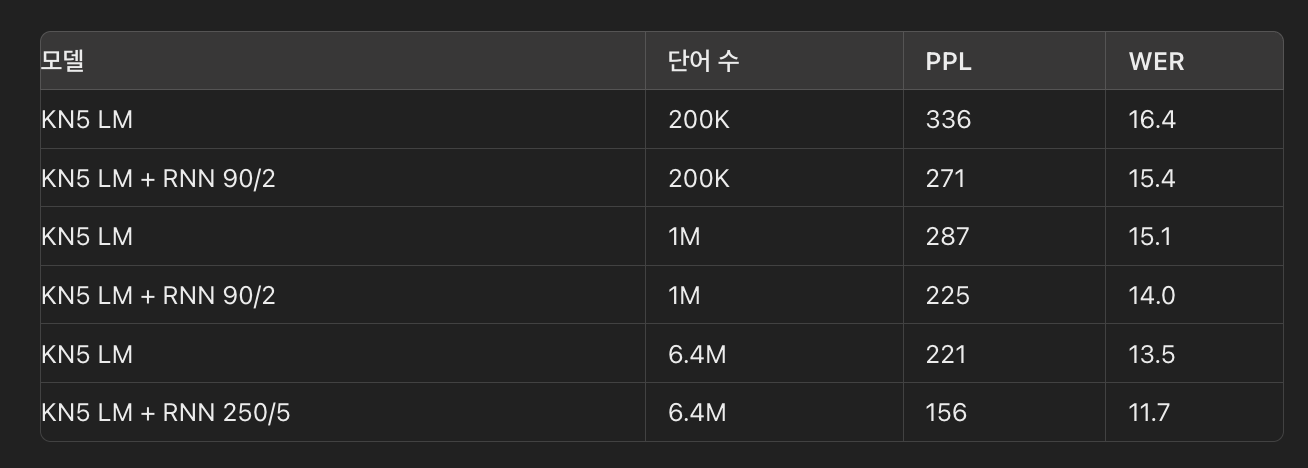 모델 단어 수 PPL WER
KN5 LM 200K 336 16.4
KN5 LM + RNN 90/2 200K 271 15.4
KN5 LM 1M 287 15.1
KN5 LM + RNN 90/2 1M 225 14.0
KN5 LM 6.4M 221 13.5
KN5 LM + RNN 250/5 6.4M 156 11.7